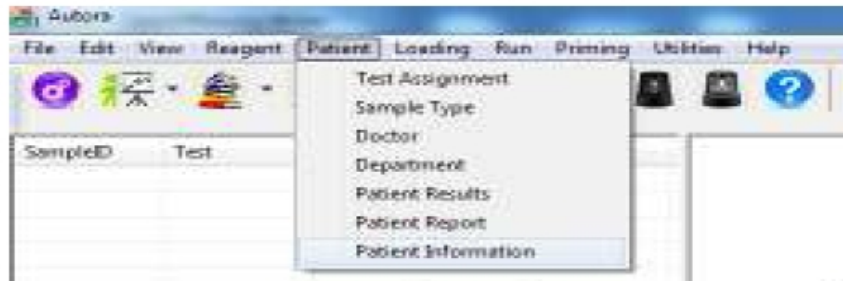 Autora
File Edit View Reagent Patient Loading Run Priming Utilities Help
Test Assignment
Sample Type
Doctor
SampleID Test
Department
Patient Results
Patient Report
Patient Information